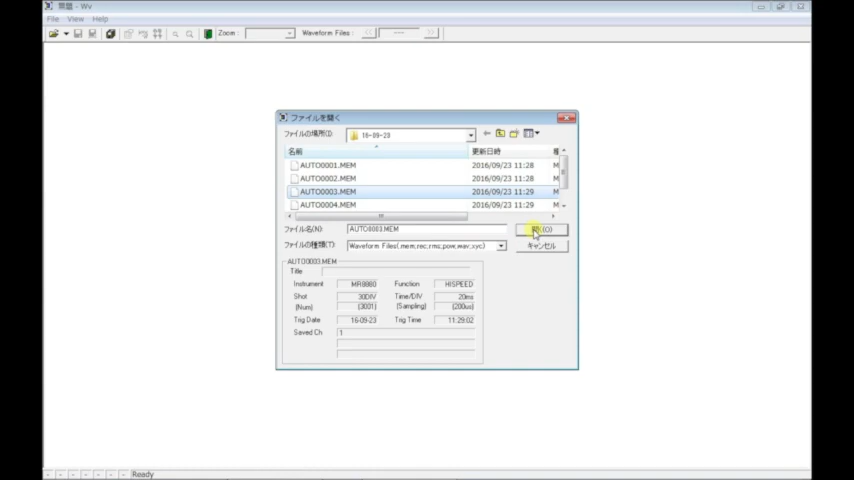 無題 - Wv
File View Help
Zoom : Waveform Files : << ---- >>
ファイルを開く
ファイルの場所(I): 16-09-23
名前 更新日時 種
AUTO0001.MEM 2016/09/23 11:28 M
AUTO0002.MEM 2016/09/23 11:28 M
AUTO0003.MEM 2016/09/23 11:29 M
AUTO0004.MEM 2016/09/23 11:29 M
ファイル名(N): AUTO0003.MEM 開く(O)
ファイルの種類(T): Waveform Files(.mem;rec;rms;pow;wav;xyc) キャンセル
AUTO0003.MEM
Title
Instrument MR8880 Function HISPEED
Shot 30DIV Time/DIV 20ms
(Num) (3001) (Sampling) (200us)
Trig Date 16-09-23 Trig Time 11:29:02
Saved Ch 1
- - - - - - Ready